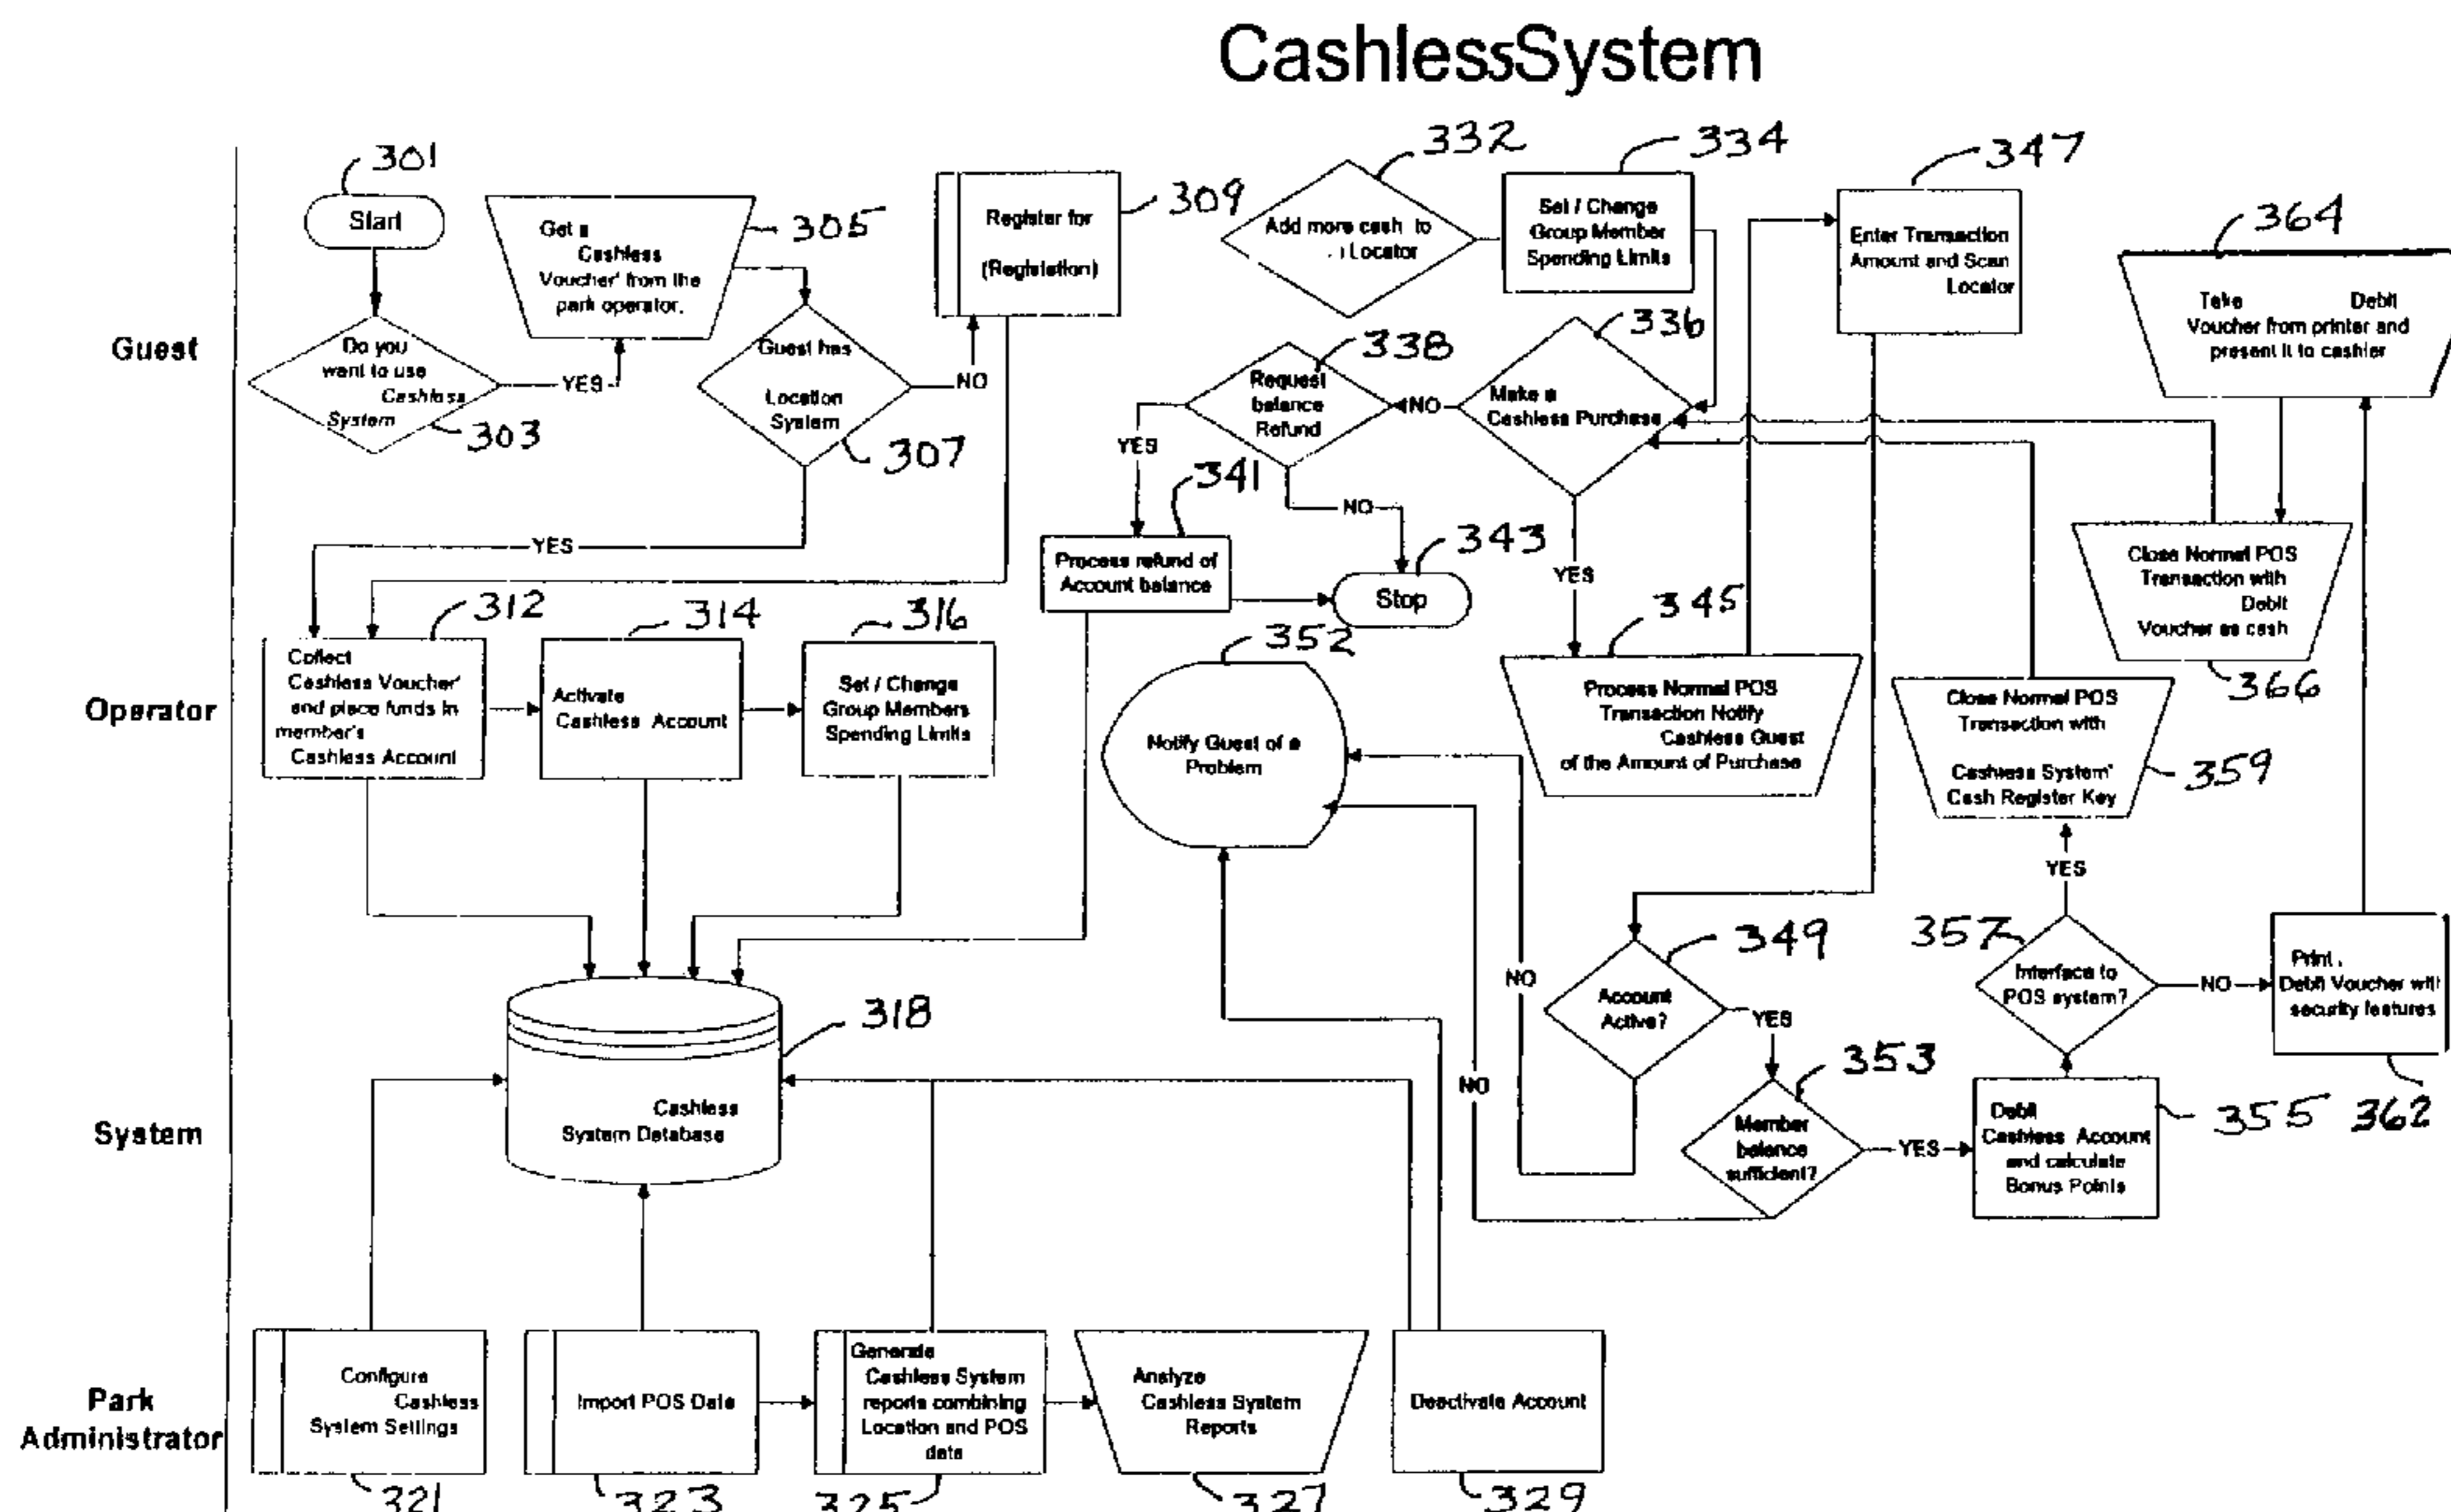 CashlessSystem
Guest
301
Start
303
Do you
want to use
Cashless
System
YES
305
Get a
Cashless
Voucher' from the
park operator.
307
Guest has
Location
System
NO
YES
309
Register for
(Registation)
332
Add more cash to
Locator
334
Set / Change
Group Member
Spending Limits
336
Make a
Cashless Purchase
NO
YES
338
Request
balance
Refund
YES
NO
341
Process refund of
Account balance
343
Stop
347
Enter Transaction
Amount and Scan
Locator
364
Take Debit
Voucher from printer and
present it to cashier
Operator
312
Collect
Cashless Voucher'
and place funds in
member's
Cashless Account
314
Activate
Cashless Account
316
Set / Change
Group Members
Spending Limits
352
Notify Guest of a
Problem
345
Process Normal POS
Transaction Notify
Cashless Guest
of the Amount of Purchase
359
Close Normal POS
Transaction with
Cashless System'
Cash Register Key
366
Close Normal POS
Transaction with
Debit
Voucher as cash
System
318
Cashless
System Database
349
Account
Active?
NO
YES
353
Member
balance
sufficient?
NO
YES
355
Debit
Cashless Account
and calculate
Bonus Points
357
Interface to
POS system?
YES
NO
362
Print
Debit Voucher wit
security features
Park
Administrator
321
Configure
Cashless
System Settings
323
Import POS Data
325
Generate
Cashless System
reports combining
Location and POS
data
327
Analyze
Cashless System
Reports
329
Deactivate Account